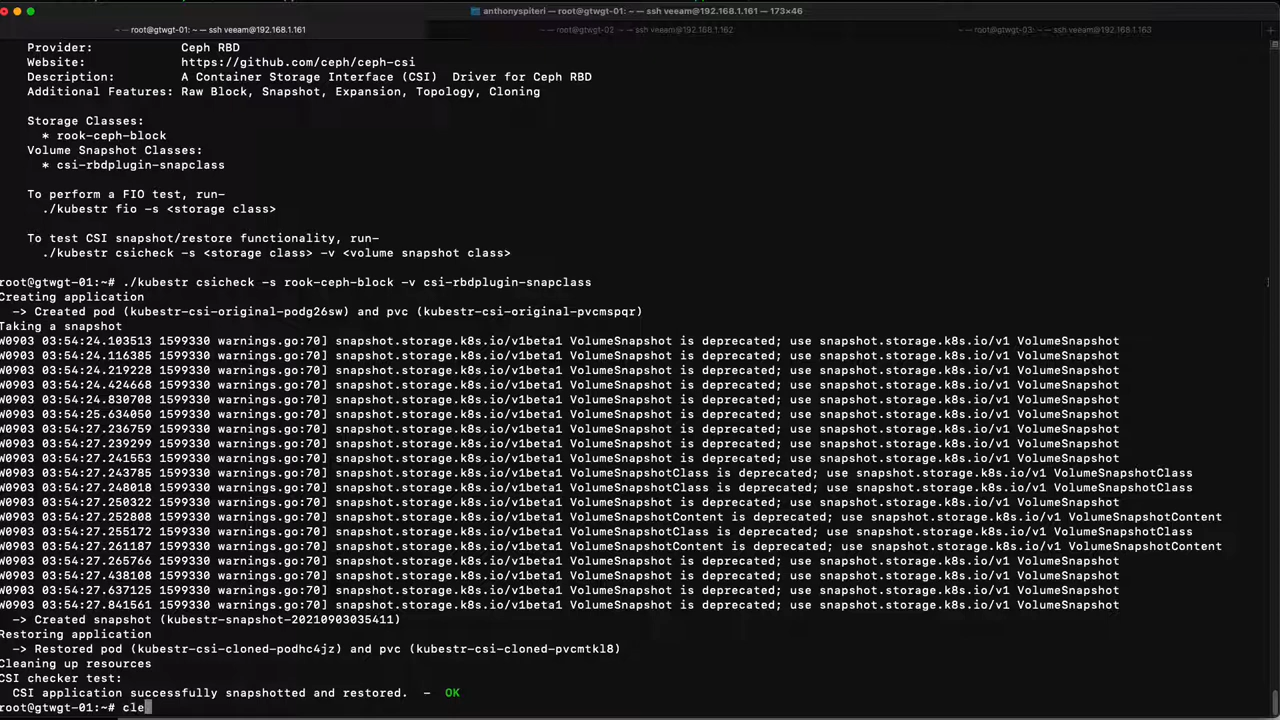 anthonyspiteri — root@gtwgt-01: ~ — ssh veeam@192.168.1.161 — 173×46
~ — root@gtwgt-01: ~ — ssh veeam@192.168.1.161
~ — root@gtwgt-02: ~ — ssh veeam@192.168.1.162
~ — root@gtwgt-03: ~ — ssh veeam@192.168.1.163
Provider: Ceph RBD
Website: https://github.com/ceph/ceph-csi
Description: A Container Storage Interface (CSI) Driver for Ceph RBD
Additional Features: Raw Block, Snapshot, Expansion, Topology, Cloning
Storage Classes:
* rook-ceph-block
Volume Snapshot Classes:
* csi-rbdplugin-snapclass
To perform a FIO test, run-
./kubestr fio -s <storage class>
To test CSI snapshot/restore functionality, run-
./kubestr csicheck -s <storage class> -v <volume snapshot class>
root@gtwgt-01:~# ./kubestr csicheck -s rook-ceph-block -v csi-rbdplugin-snapclass
Creating application
-> Created pod (kubestr-csi-original-podg26sw) and pvc (kubestr-csi-original-pvcmspqr)
Taking a snapshot
W0903 03:54:24.103513 1599330 warnings.go:70] snapshot.storage.k8s.io/v1beta1 VolumeSnapshot is deprecated; use snapshot.storage.k8s.io/v1 VolumeSnapshot
W0903 03:54:24.116385 1599330 warnings.go:70] snapshot.storage.k8s.io/v1beta1 VolumeSnapshot is deprecated; use snapshot.storage.k8s.io/v1 VolumeSnapshot
W0903 03:54:24.219228 1599330 warnings.go:70] snapshot.storage.k8s.io/v1beta1 VolumeSnapshot is deprecated; use snapshot.storage.k8s.io/v1 VolumeSnapshot
W0903 03:54:24.424668 1599330 warnings.go:70] snapshot.storage.k8s.io/v1beta1 VolumeSnapshot is deprecated; use snapshot.storage.k8s.io/v1 VolumeSnapshot
W0903 03:54:24.830708 1599330 warnings.go:70] snapshot.storage.k8s.io/v1beta1 VolumeSnapshot is deprecated; use snapshot.storage.k8s.io/v1 VolumeSnapshot
W0903 03:54:25.634050 1599330 warnings.go:70] snapshot.storage.k8s.io/v1beta1 VolumeSnapshot is deprecated; use snapshot.storage.k8s.io/v1 VolumeSnapshot
W0903 03:54:27.236759 1599330 warnings.go:70] snapshot.storage.k8s.io/v1beta1 VolumeSnapshot is deprecated; use snapshot.storage.k8s.io/v1 VolumeSnapshot
W0903 03:54:27.239299 1599330 warnings.go:70] snapshot.storage.k8s.io/v1beta1 VolumeSnapshot is deprecated; use snapshot.storage.k8s.io/v1 VolumeSnapshot
W0903 03:54:27.241553 1599330 warnings.go:70] snapshot.storage.k8s.io/v1beta1 VolumeSnapshot is deprecated; use snapshot.storage.k8s.io/v1 VolumeSnapshot
W0903 03:54:27.243785 1599330 warnings.go:70] snapshot.storage.k8s.io/v1beta1 VolumeSnapshotClass is deprecated; use snapshot.storage.k8s.io/v1 VolumeSnapshotClass
W0903 03:54:27.248018 1599330 warnings.go:70] snapshot.storage.k8s.io/v1beta1 VolumeSnapshotClass is deprecated; use snapshot.storage.k8s.io/v1 VolumeSnapshotClass
W0903 03:54:27.250322 1599330 warnings.go:70] snapshot.storage.k8s.io/v1beta1 VolumeSnapshot is deprecated; use snapshot.storage.k8s.io/v1 VolumeSnapshot
W0903 03:54:27.252808 1599330 warnings.go:70] snapshot.storage.k8s.io/v1beta1 VolumeSnapshotContent is deprecated; use snapshot.storage.k8s.io/v1 VolumeSnapshotContent
W0903 03:54:27.255172 1599330 warnings.go:70] snapshot.storage.k8s.io/v1beta1 VolumeSnapshotClass is deprecated; use snapshot.storage.k8s.io/v1 VolumeSnapshotClass
W0903 03:54:27.261187 1599330 warnings.go:70] snapshot.storage.k8s.io/v1beta1 VolumeSnapshotContent is deprecated; use snapshot.storage.k8s.io/v1 VolumeSnapshotContent
W0903 03:54:27.265766 1599330 warnings.go:70] snapshot.storage.k8s.io/v1beta1 VolumeSnapshot is deprecated; use snapshot.storage.k8s.io/v1 VolumeSnapshot
W0903 03:54:27.438108 1599330 warnings.go:70] snapshot.storage.k8s.io/v1beta1 VolumeSnapshot is deprecated; use snapshot.storage.k8s.io/v1 VolumeSnapshot
W0903 03:54:27.637125 1599330 warnings.go:70] snapshot.storage.k8s.io/v1beta1 VolumeSnapshot is deprecated; use snapshot.storage.k8s.io/v1 VolumeSnapshot
W0903 03:54:27.841561 1599330 warnings.go:70] snapshot.storage.k8s.io/v1beta1 VolumeSnapshot is deprecated; use snapshot.storage.k8s.io/v1 VolumeSnapshot
-> Created snapshot (kubestr-snapshot-20210903035411)
Restoring application
-> Restored pod (kubestr-csi-cloned-podhc4jz) and pvc (kubestr-csi-cloned-pvcmtkl8)
Cleaning up resources
CSI checker test:
CSI application successfully snapshotted and restored. - OK
root@gtwgt-01:~# cle